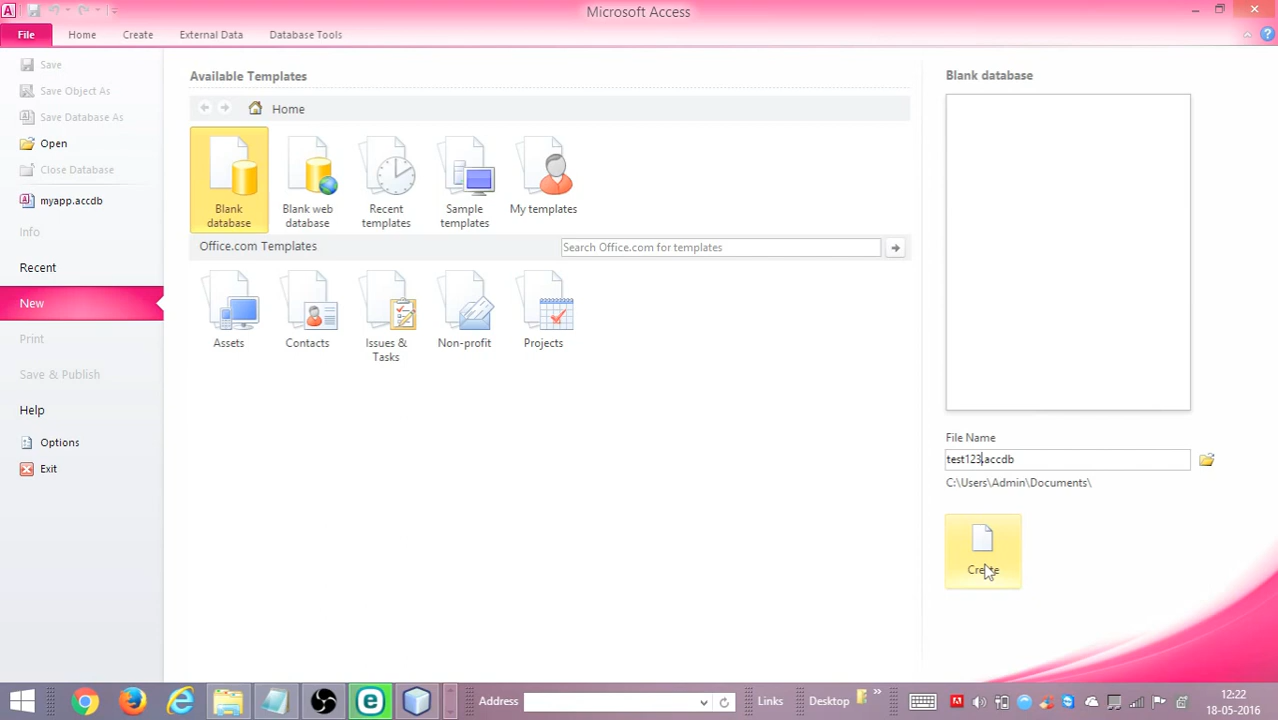 Microsoft Access
File Home Create External Data Database Tools
Save
Save Object As
Save Database As
Open
Close Database
myapp.accdb
Info
Recent
New
Print
Save & Publish
Help
Options
Exit
Available Templates
Home
Blank database
Blank web database
Recent templates
Sample templates
My templates
Office.com Templates
Search Office.com for templates
Assets
Contacts
Issues & Tasks
Non-profit
Projects
Blank database
File Name
test123.accdb
C:\Users\Admin\Documents\
Create
Address
Links
Desktop
12:22
18-05-2016